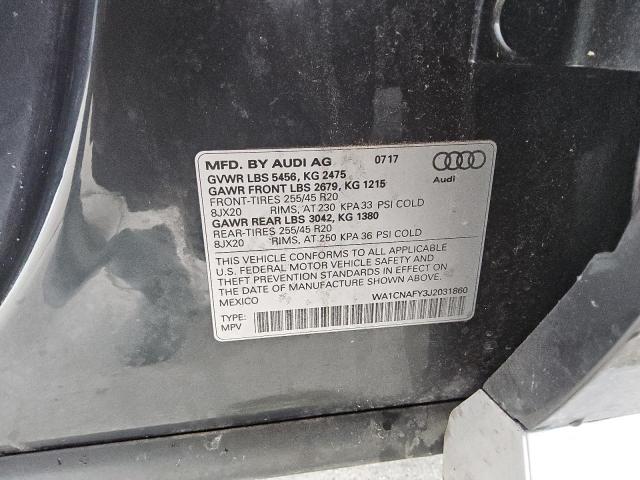 MFD. BY AUDI AG 0717
GVWR LBS 5456, KG 2475
GAWR FRONT LBS 2679, KG 1215
FRONT-TIRES 255/45 R20
8JX20 RIMS, AT 230 KPA 33 PSI COLD
GAWR REAR LBS 3042, KG 1380
REAR-TIRES 255/45 R20
8JX20 RIMS, AT 250 KPA 36 PSI COLD
Audi
THIS VEHICLE CONFORMS TO ALL APPLICABLE
U.S. FEDERAL MOTOR VEHICLE SAFETY AND
THEFT PREVENTION STANDARDS IN EFFECT ON
THE DATE OF MANUFACTURE SHOWN ABOVE.
MEXICO WA1CNAFY3J2031860
TYPE:
MPV